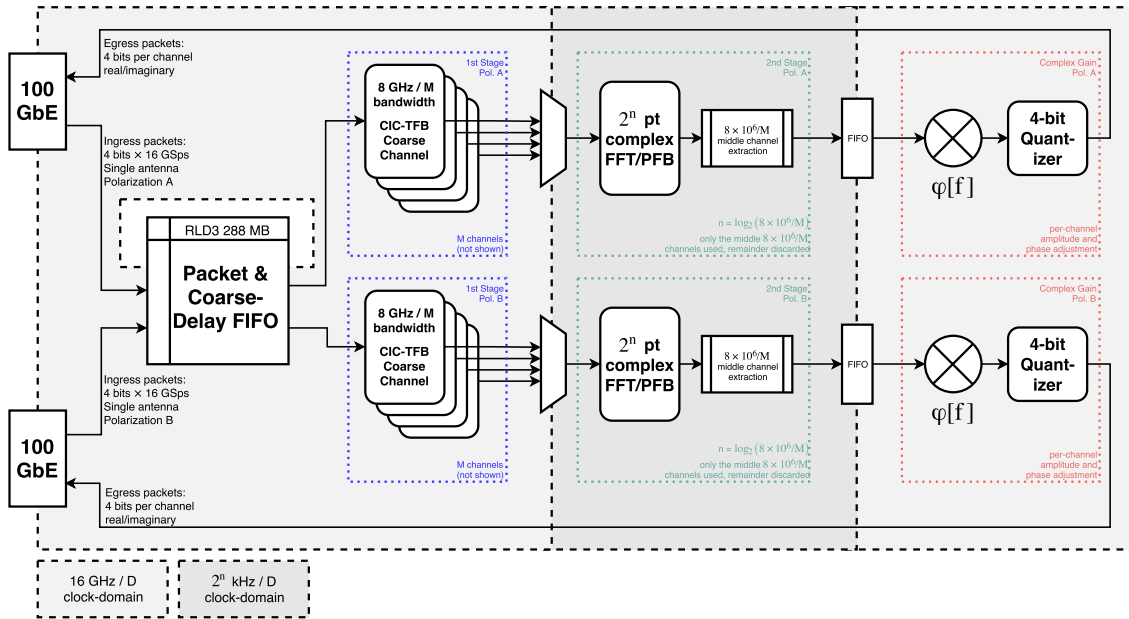 Egress packets:
4 bits per channel
real/imaginary
100
GbE
Ingress packets:
4 bits × 16 GSps
Single antenna
Polarization A
RLD3 288 MB
Packet &
Coarse-
Delay FIFO
1st Stage
Pol. A
8 GHz / M
bandwidth
CIC-TFB
Coarse
Channel
M channels
(not shown)
2nd Stage
Pol. A
2ⁿ pt
complex
FFT/PFB
8 × 10⁶/M
middle channel
extraction
n = log₂ (8 × 10⁶/M)
only the middle 8 × 10⁶/M
channels used, remainder discarded
FIFO
Complex Gain
Pol. A
φ[f]
4-bit
Quant-
izer
per-channel
amplitude and
phase adjustment
1st Stage
Pol. B
8 GHz / M
bandwidth
CIC-TFB
Coarse
Channel
M channels
(not shown)
2nd Stage
Pol. B
2ⁿ pt
complex
FFT/PFB
8 × 10⁶/M
middle channel
extraction
n = log₂ (8 × 10⁶/M)
only the middle 8 × 10⁶/M
channels used, remainder discarded
FIFO
Complex Gain
Pol. B
φ[f]
4-bit
Quant-
izer
per-channel
amplitude and
phase adjustment
Ingress packets:
4 bits × 16 GSps
Single antenna
Polarization B
100
GbE
Egress packets:
4 bits per channel
real/imaginary
16 GHz / D
clock-domain
2ⁿ kHz / D
clock-domain